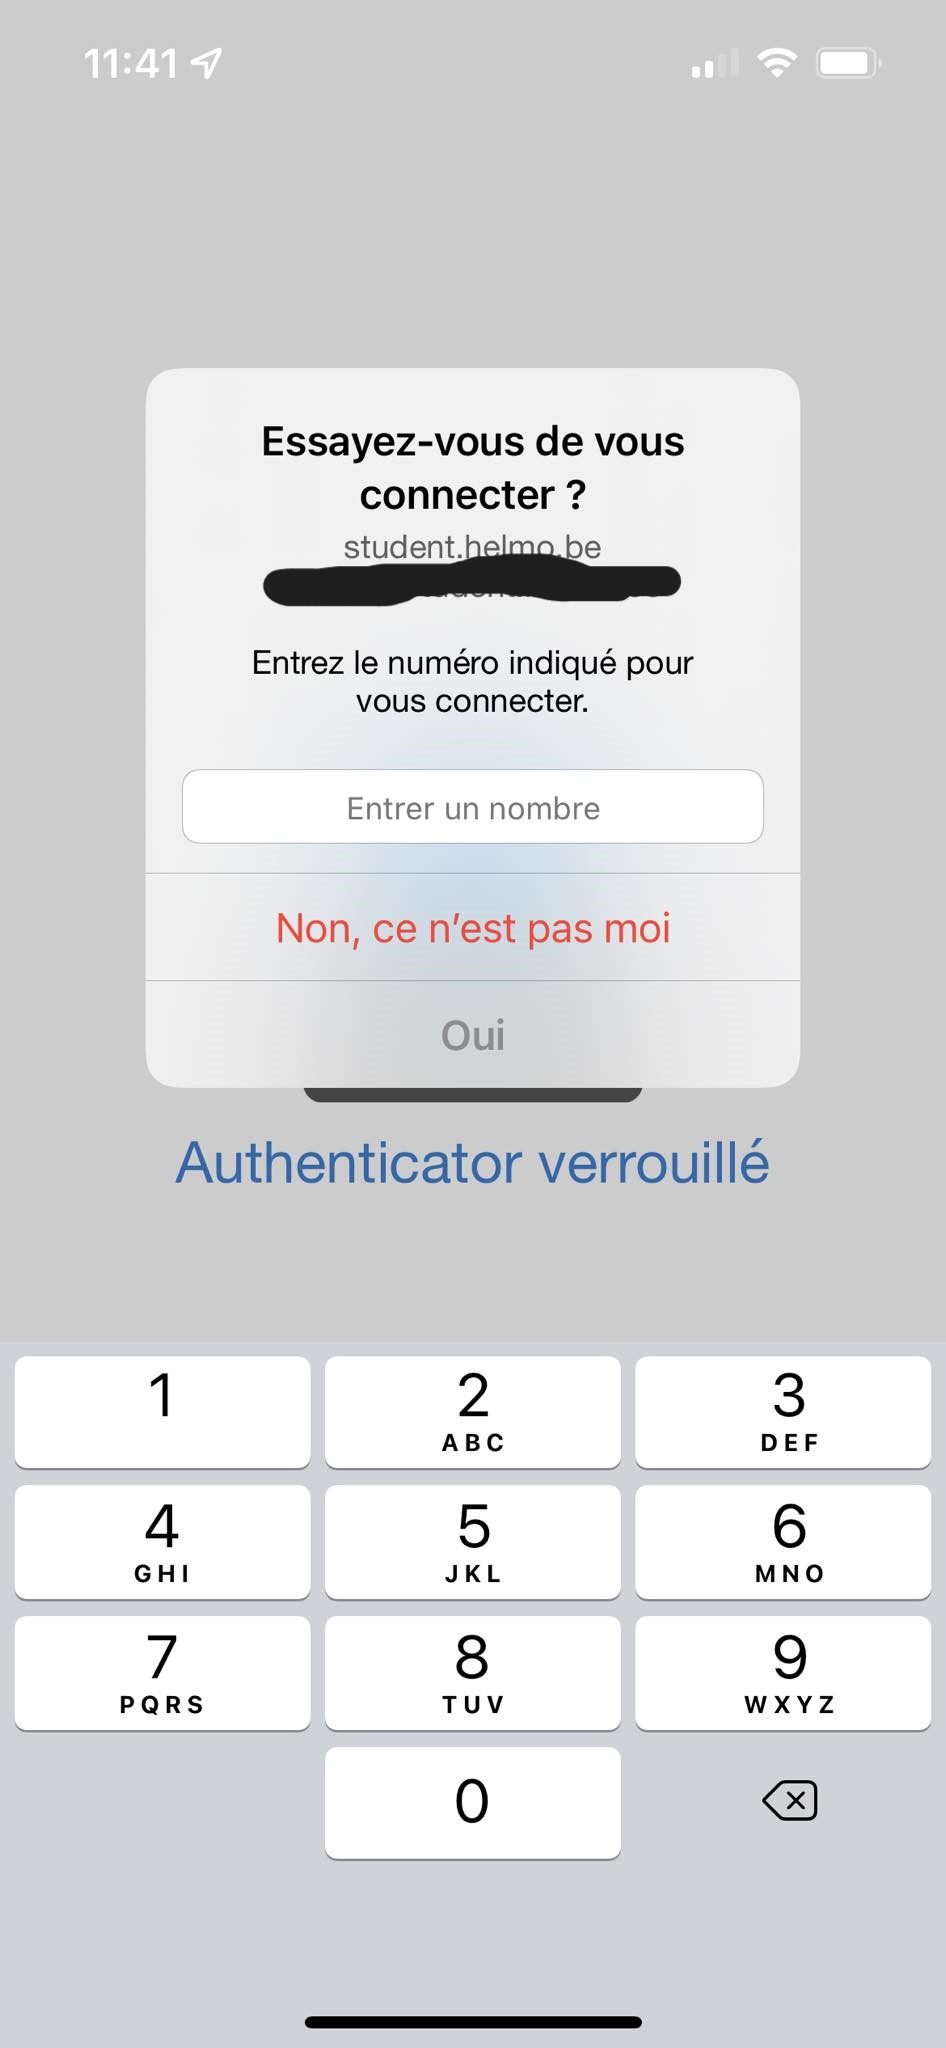 11:41
Essayez-vous de vous
connecter ?
student.helmo.be
Entrez le numéro indiqué pour
vous connecter.
Entrer un nombre
Non, ce n’est pas moi
Oui
Authenticator verrouillé
1
2
ABC
3
DEF
4
GHI
5
JKL
6
MNO
7
PQRS
8
TUV
9
WXYZ
0